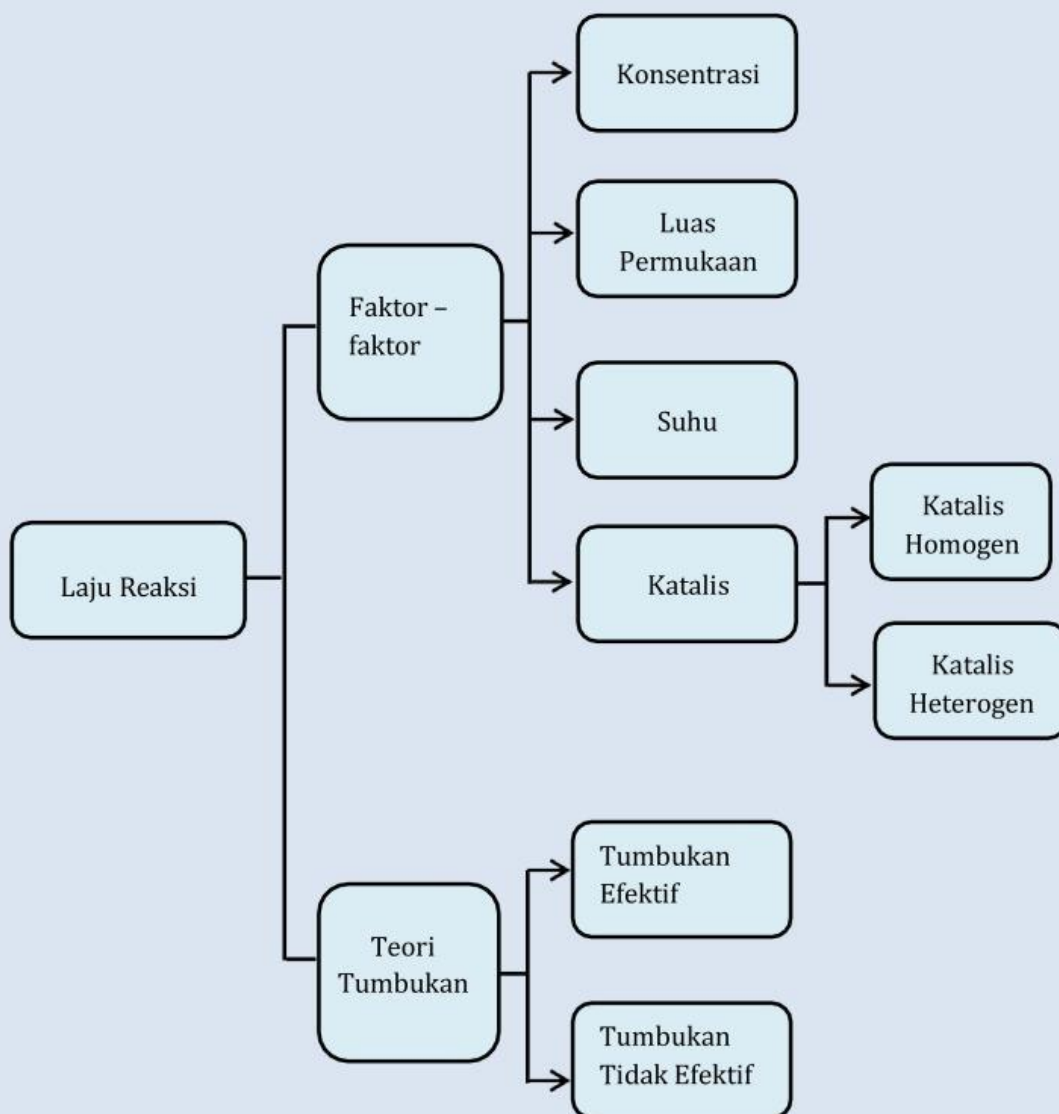 Konsentrasi
Luas
Permukaan
Faktor –
faktor
Suhu
Katalis
Homogen
Laju Reaksi
Katalis
Katalis
Heterogen
Tumbukan
Efektif
Teori
Tumbukan
Tumbukan
Tidak Efektif